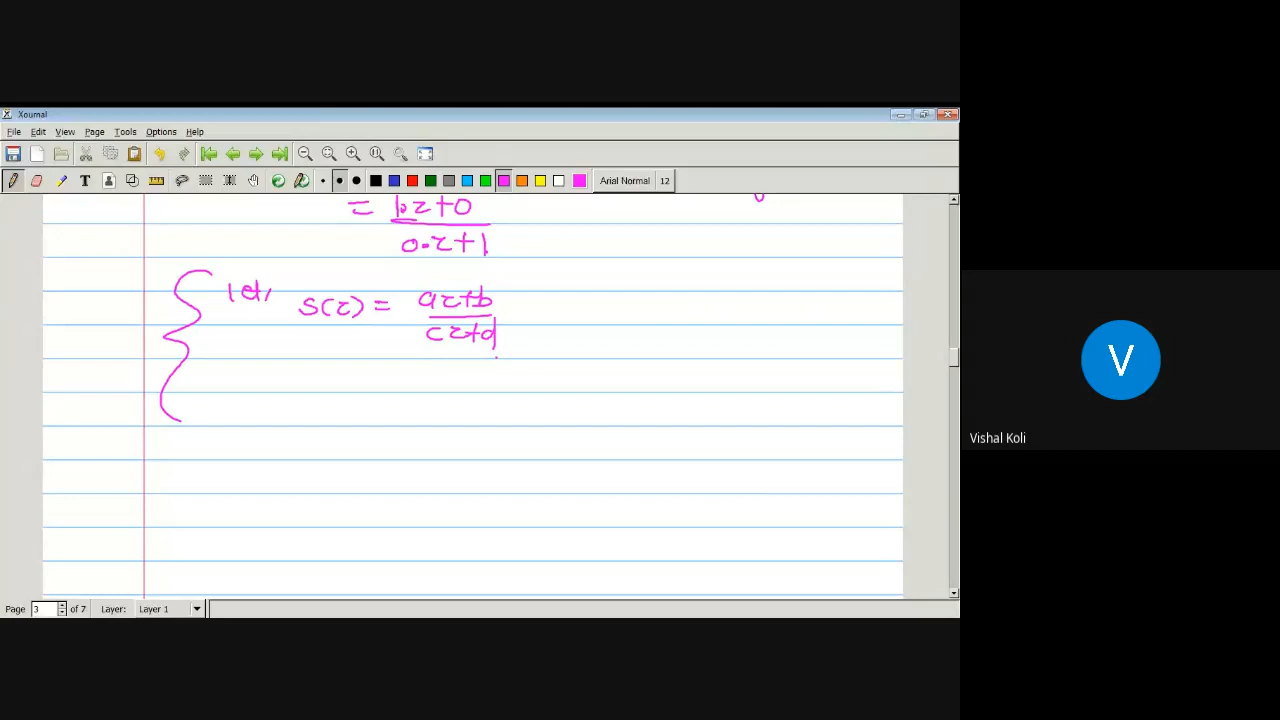 Xournal
File Edit View Page Tools Options Help
T Arial Normal 12
= 1·z+0
0·z+1
let,
S(z) = az+b
cz+d
V
Vishal Koli
Page 3 of 7 Layer: Layer 1